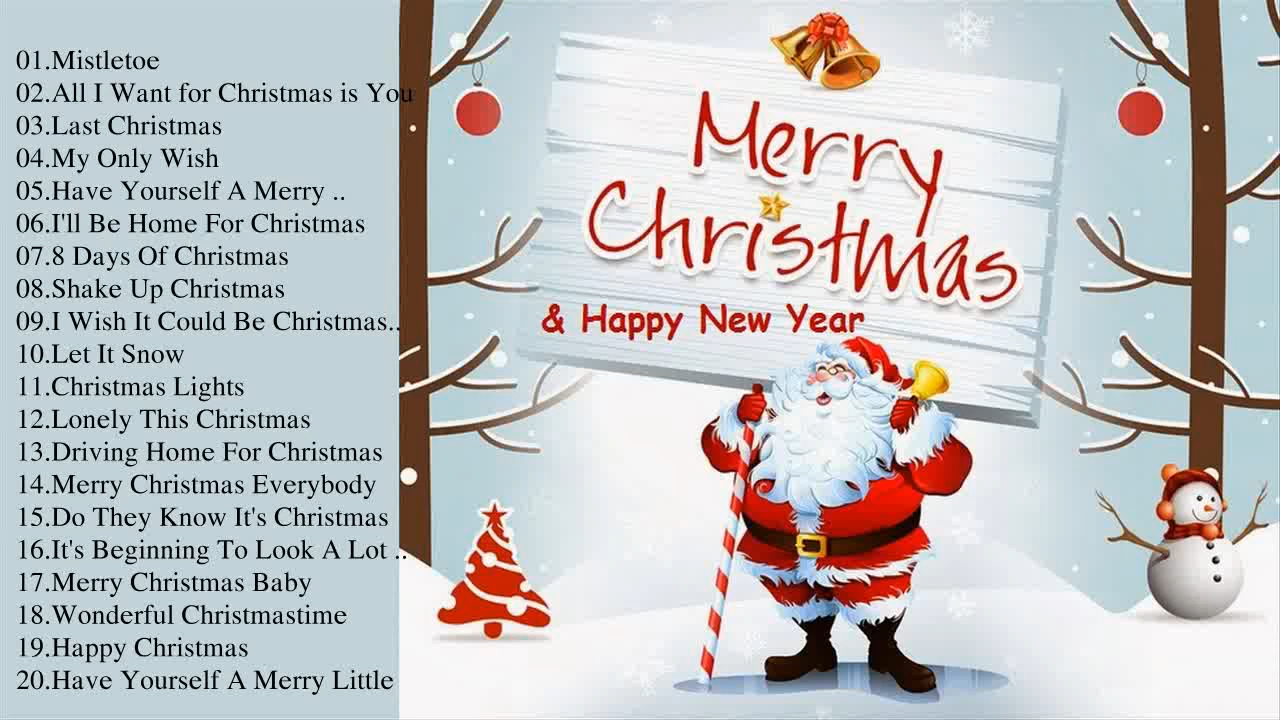 01.Mistletoe
02.All I Want for Christmas is You
03.Last Christmas
04.My Only Wish
05.Have Yourself A Merry ..
06.I'll Be Home For Christmas
07.8 Days Of Christmas
08.Shake Up Christmas
09.I Wish It Could Be Christmas..
10.Let It Snow
11.Christmas Lights
12.Lonely This Christmas
13.Driving Home For Christmas
14.Merry Christmas Everybody
15.Do They Know It's Christmas
16.It's Beginning To Look A Lot ..
17.Merry Christmas Baby
18.Wonderful Christmastime
19.Happy Christmas
20.Have Yourself A Merry Little
Merry
Christmas
& Happy New Year